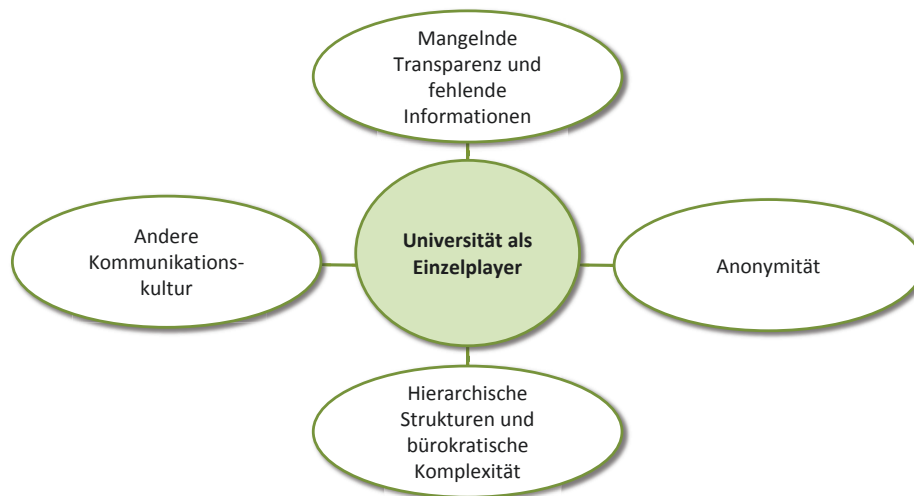 Mangelnde
Transparenz und
fehlende
Informationen
Andere
Kommunikations-
kultur
Universität als
Einzelplayer
Anonymität
Hierarchische
Strukturen und
bürokratische
Komplexität